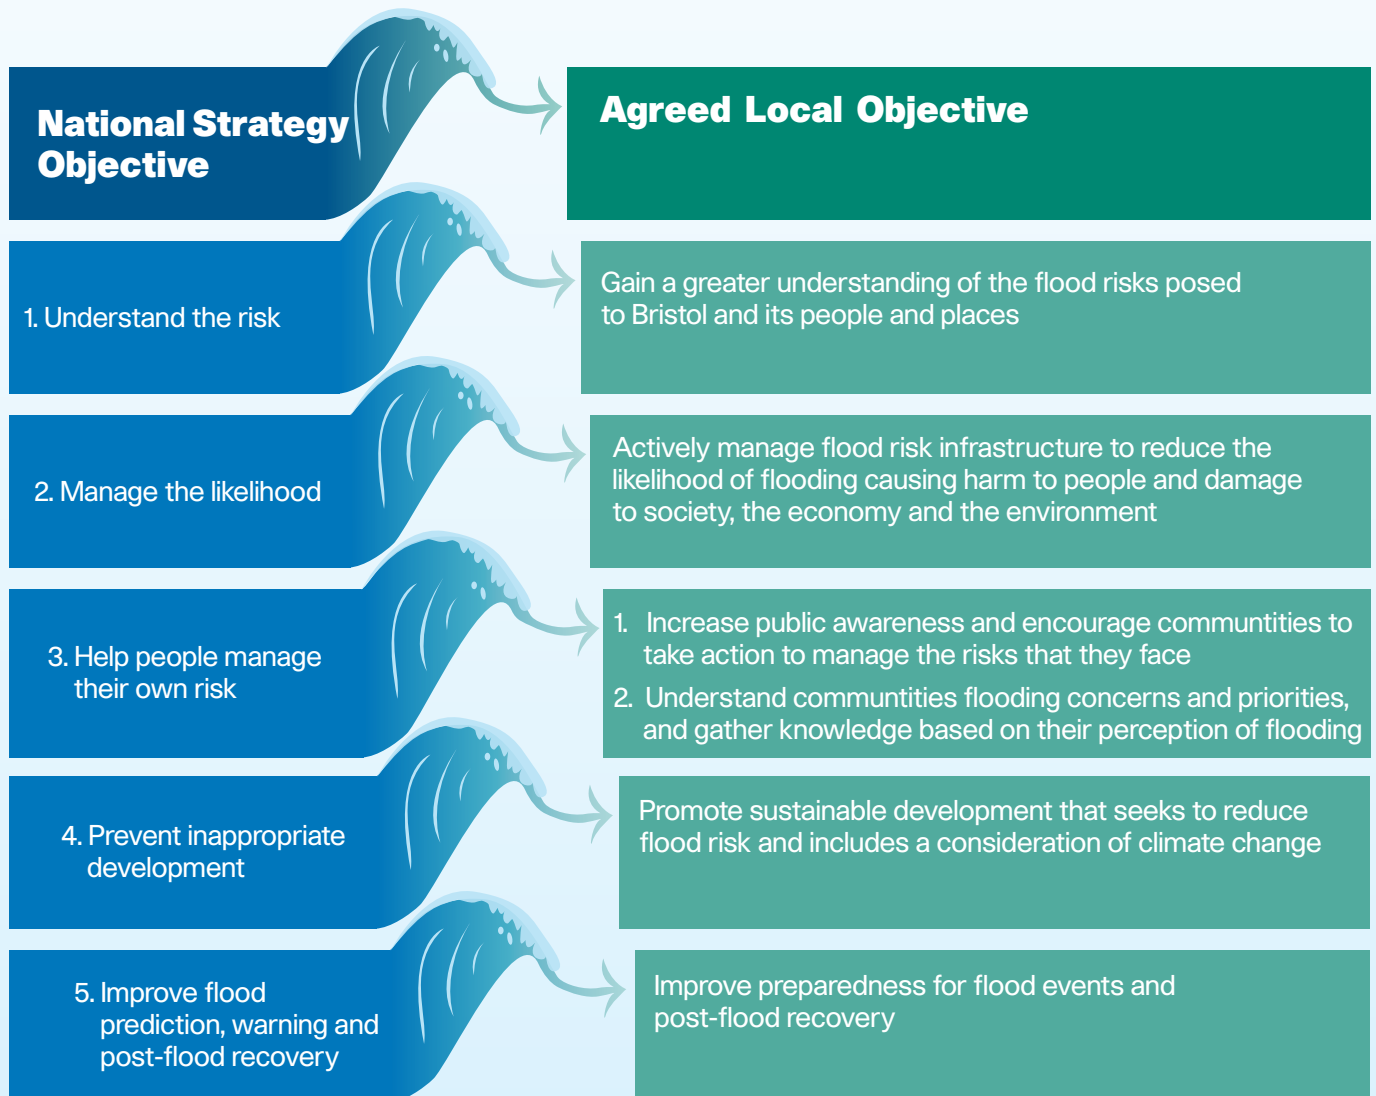 National Strategy
Objective
Agreed Local Objective
1. Understand the risk
Gain a greater understanding of the flood risks posed
to Bristol and its people and places
2. Manage the likelihood
Actively manage flood risk infrastructure to reduce the
likelihood of flooding causing harm to people and damage
to society, the economy and the environment
3. Help people manage
their own risk
1. Increase public awareness and encourage communtities to
take action to manage the risks that they face
2. Understand communtities flooding concerns and priorities,
and gather knowledge based on their perception of flooding
4. Prevent inappropriate
development
Promote sustainable development that seeks to reduce
flood risk and includes a consideration of climate change
5. Improve flood
prediction, warning and
post-flood recovery
Improve preparedness for flood events and
post-flood recovery